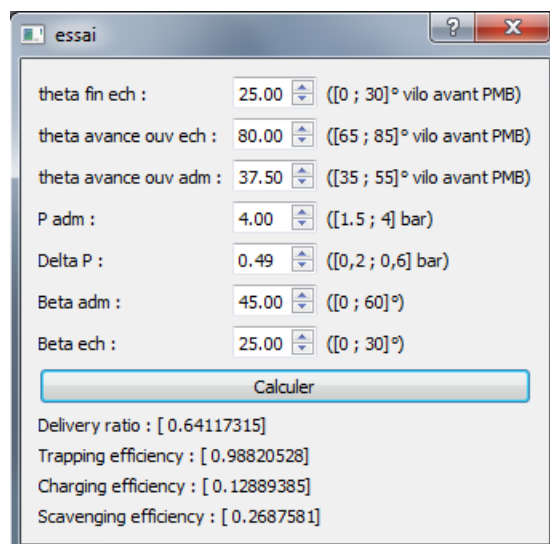 essai
theta fin ech : 25.00 ([0 ; 30]° vilo avant PMB)
theta avance ouv ech : 80.00 ([65 ; 85]° vilo avant PMB)
theta avance ouv adm : 37.50 ([35 ; 55]° vilo avant PMB)
P adm : 4.00 ([1.5 ; 4] bar)
Delta P : 0.49 ([0,2 ; 0,6] bar)
Beta adm : 45.00 ([0 ; 60]°)
Beta ech : 25.00 ([0 ; 30]°)
Calculer
Delivery ratio : [ 0.64117315]
Trapping efficiency : [ 0.98820528]
Charging efficiency : [ 0.12889385]
Scavenging efficiency : [ 0.2687581]